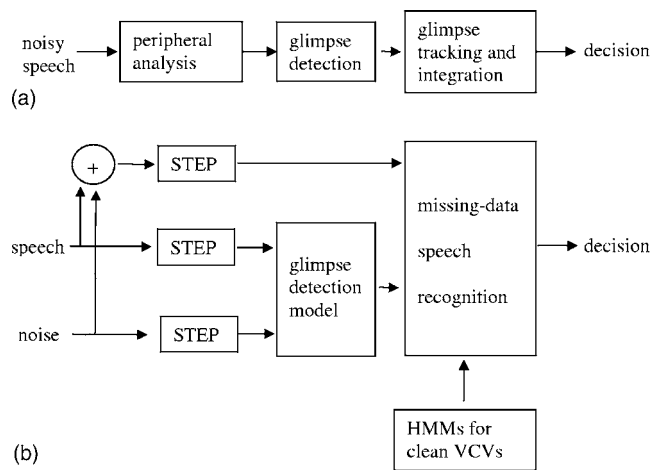 noisy
speech
peripheral
analysis
glimpse
detection
glimpse
tracking and
integration
decision
(a)
+
STEP
speech
STEP
noise
STEP
glimpse
detection
model
missing-data
speech
recognition
decision
HMMs for
clean VCVs
(b)